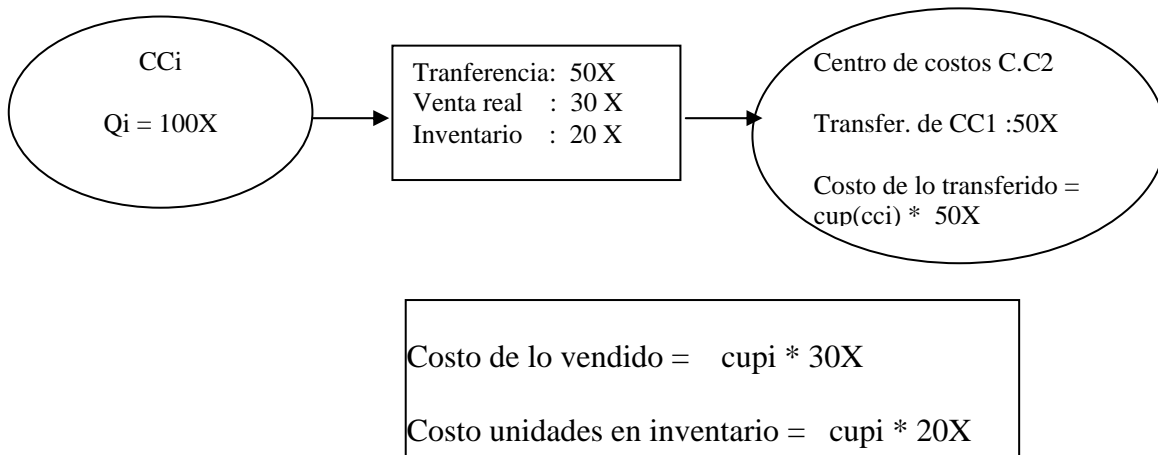 CCi
Qi = 100X
Tranferencia: 50X
Venta real : 30 X
Inventario : 20 X
Centro de costos C.C2
Transfer. de CC1 :50X
Costo de lo transferido =
cup(cci) * 50X
Costo de lo vendido = cupi * 30X
Costo unidades en inventario = cupi * 20X